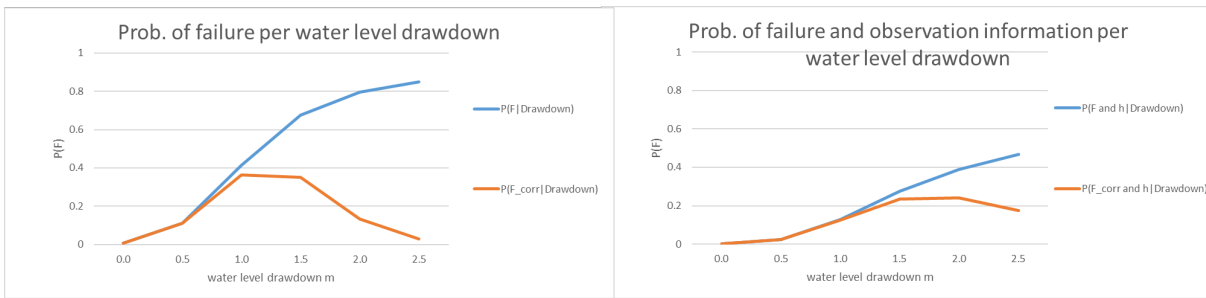 Prob. of failure per water level drawdown
1
0.8
0.6
0.4
0.2
0
P(F)
0.0 0.5 1.0 1.5 2.0 2.5
water level drawdown m
P(F|Drawdown)
P(F_corr|Drawdown)
Prob. of failure and observation information per
water level drawdown
1
0.8
0.6
0.4
0.2
0
P(F)
0.0 0.5 1.0 1.5 2.0 2.5
water level drawdown m
P(F and h|Drawdown)
P(F_corr and h|Drawdown)